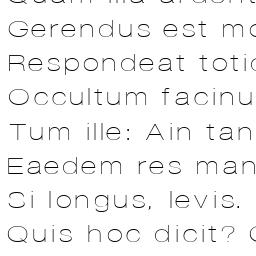 Quam illa ardent
Gerendus est mo
Respondeat totid
Occultum facinu
Tum ille: Ain tan
Eaedem res man
Si longus, levis.
Quis hoc dicit?